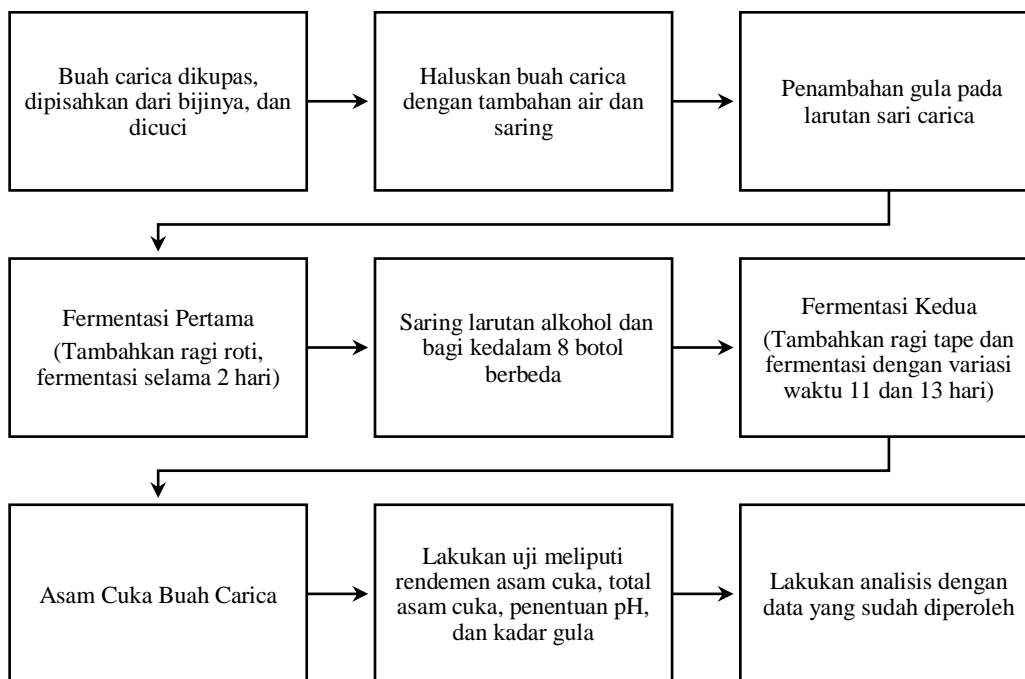 Buah carica dikupas,
dipisahkan dari bijinya, dan
dicuci
Haluskan buah carica
dengan tambahan air dan
saring
Penambahan gula pada
larutan sari carica
Fermentasi Pertama
(Tambahkan ragi roti,
fermentasi selama 2 hari)
Saring larutan alkohol dan
bagi kedalam 8 botol
berbeda
Fermentasi Kedua
(Tambahkan ragi tape dan
fermentasi dengan variasi
waktu 11 dan 13 hari)
Asam Cuka Buah Carica
Lakukan uji meliputi
rendemen asam cuka, total
asam cuka, penentuan pH,
dan kadar gula
Lakukan analisis dengan
data yang sudah diperoleh